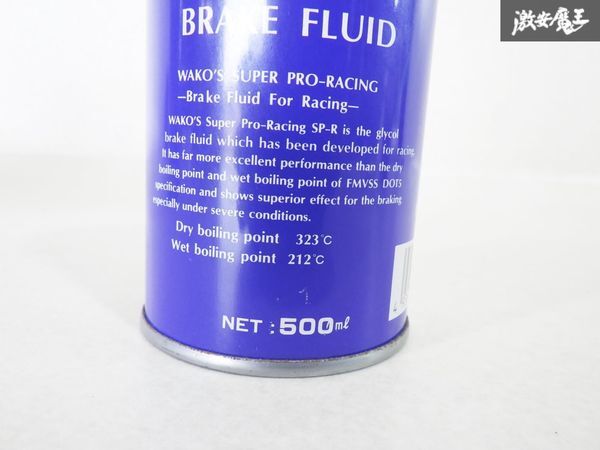 激安魔王
BRAKE FLUID
WAKO'S SUPER PRO-RACING
—Brake Fluid For Racing—
WAKO'S Super Pro-Racing SP-R is the glycol
brake fluid which has been developed for racing.
It has far more excellent performance than the dry
boiling point and wet boiling point of FMVSS DOT5
specification and shows superior effect for the braking
especially under severe conditions.
Dry boiling point 323℃
Wet boiling point 212℃
4
NET : 500ml